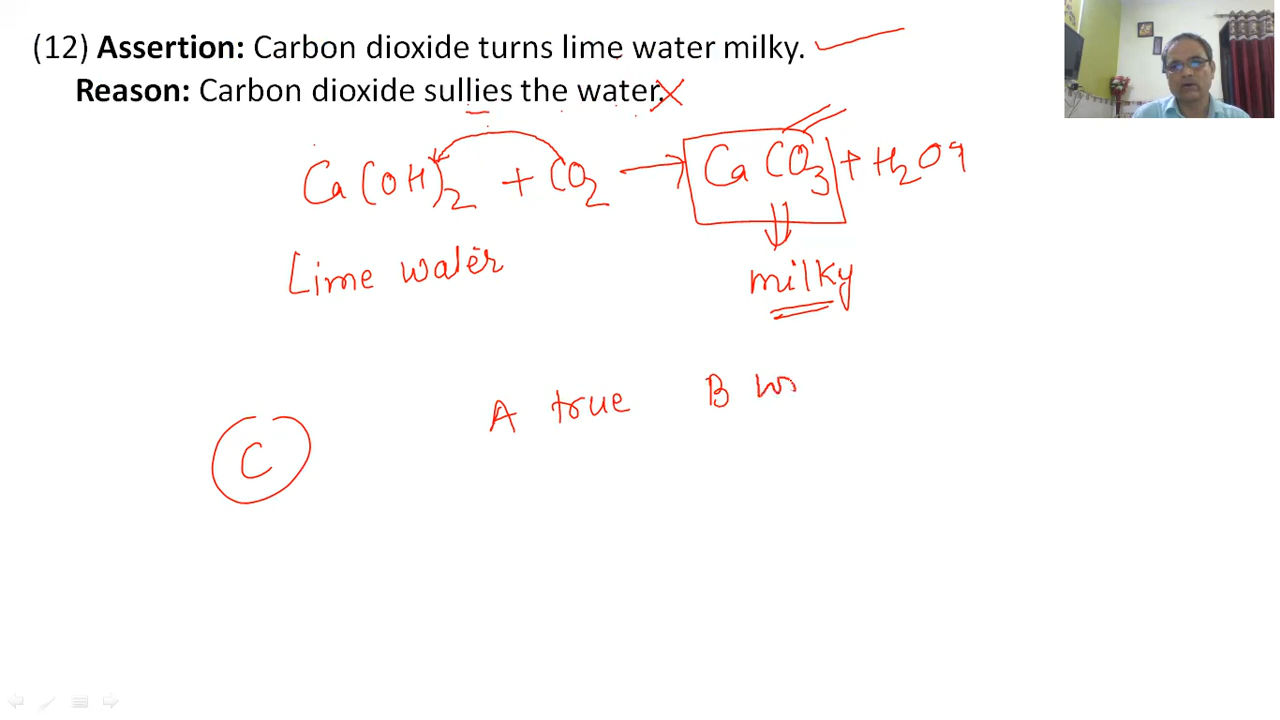 (12) Assertion: Carbon dioxide turns lime water milky.
Reason: Carbon dioxide sullies the water.
Ca(OH)2 + CO2 → CaCO3 + H2O
Lime water
milky
A true B
C